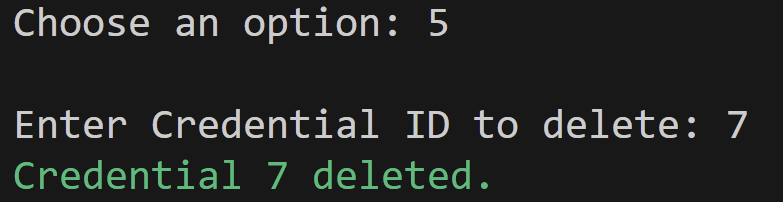 Choose an option: 5
Enter Credential ID to delete: 7
Credential 7 deleted.